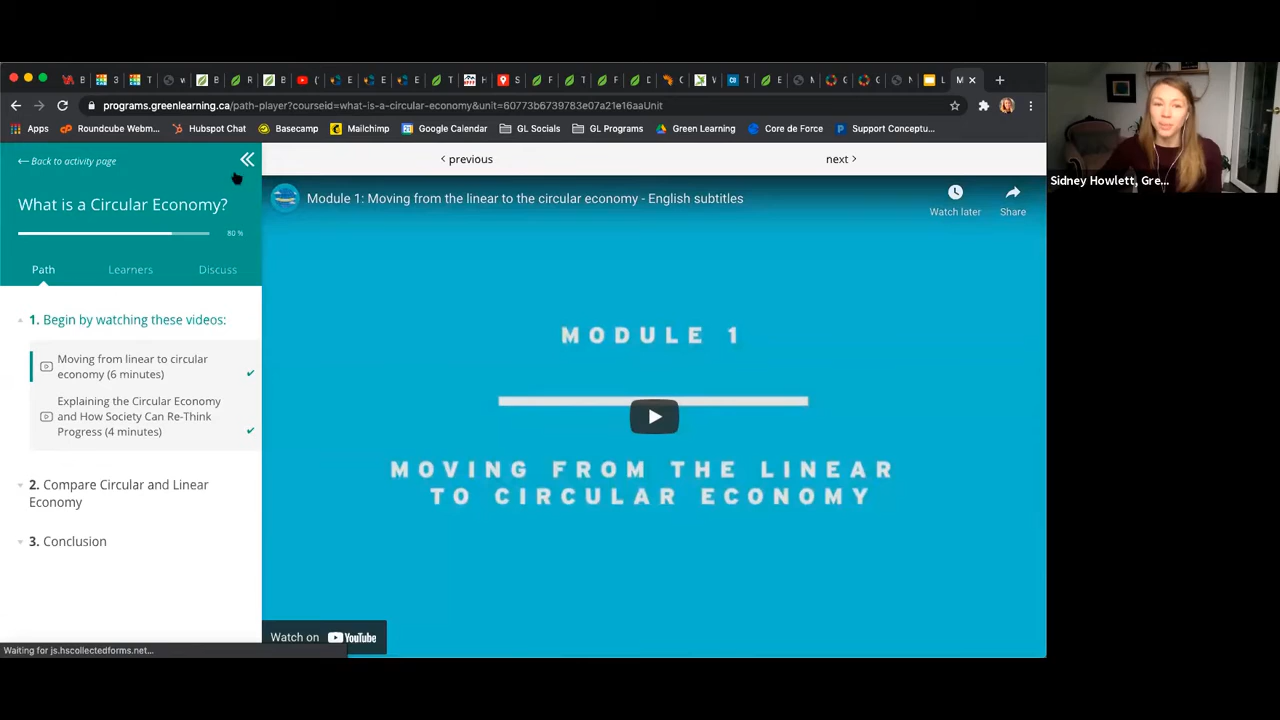 programs.greenlearning.ca/path-player?courseid=what-is-a-circular-economy&unit=60773b6739783e07a21e16aaUnit
Apps Roundcube Webm... Hubspot Chat Basecamp Mailchimp Google Calendar GL Socials GL Programs Green Learning Core de Force Support Conceptu...
Sidney Howlett, Gre...
Back to activity page
previous next
What is a Circular Economy?
80 %
Path Learners Discuss
1. Begin by watching these videos:
Moving from linear to circular
economy (6 minutes)
Explaining the Circular Economy
and How Society Can Re-Think
Progress (4 minutes)
2. Compare Circular and Linear
Economy
3. Conclusion
Waiting for js.hscollectedforms.net...
Module 1: Moving from the linear to the circular economy - English subtitles
Watch later Share
MODULE 1
MOVING FROM THE LINEAR
TO CIRCULAR ECONOMY
Watch on YouTube